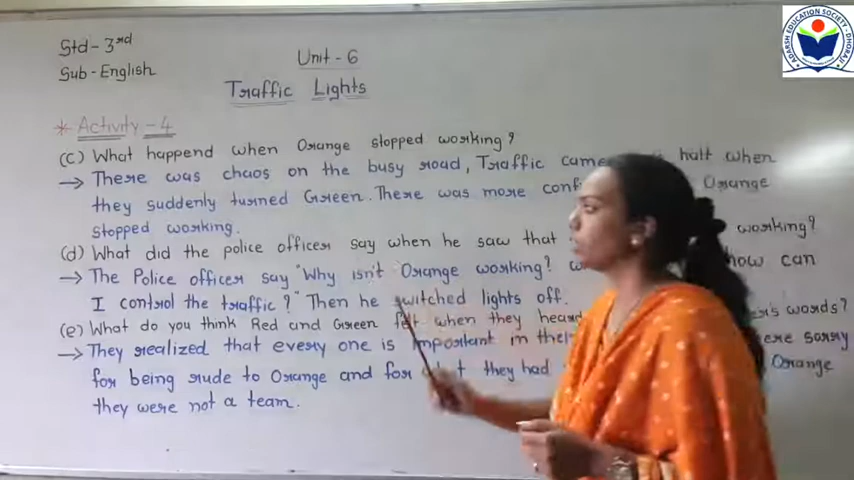 Std - 3rd
Sub - English
Unit - 6
Traffic Lights
* Activity - 4
(c) What happend when Orange stopped working?
→ There was chaos on the busy road, Traffic came halt when
they suddenly turned Green. There was more Orange
stopped working.
(d) What did the police officer say when he saw that working?
→ The Police officer say "Why isn't Orange working? how can
I control the traffic?" Then he switched lights off.
(e) What do you think Red and Green felt when they heard words?
→ They realized that every one is important in were sorry
for being rude to Orange and for they had Orange
they were not a team.
ADARSH EDUCATION SOCIETY
DHORAJI